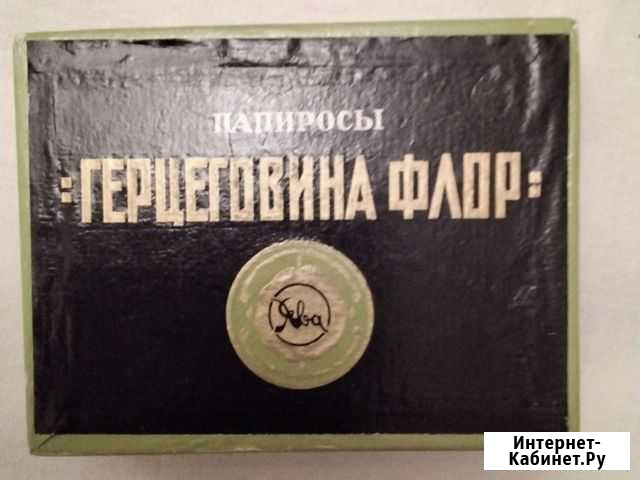 ПАПИРОСЫ
:ГЕРЦЕГОВИНА ФЛОР:
Ява
Интернет-
Кабинет.Ру